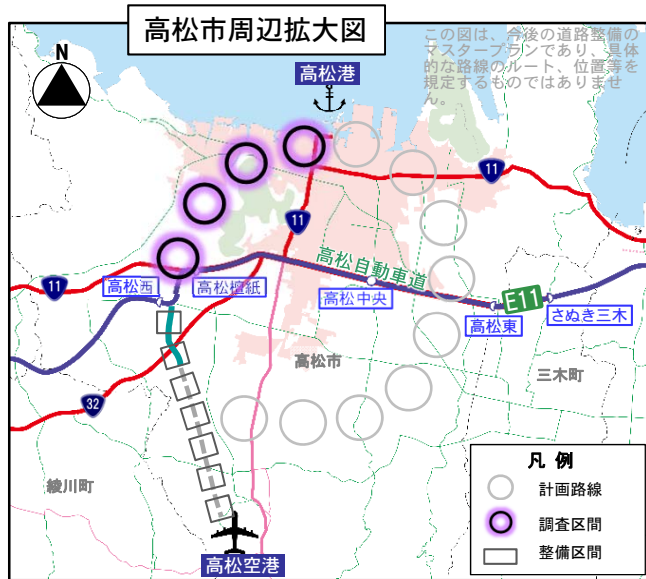 高松市周辺拡大図
この図は、今後の道路整備の
マスタープランであり、具体
的な路線のルート、位置等を
規定するものではありませ
ん。
N
高松港
11
11
高松自動車道
11
高松西
高松檀紙
高松中央
E11
高松東
さぬき三木
高松市
三木町
32
綾川町
高松空港
凡 例
計画路線
調査区間
整備区間